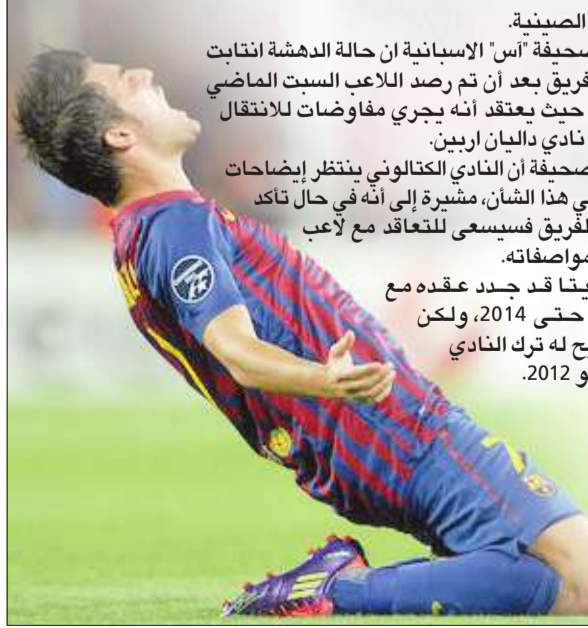 الصينية.
صحيفة "آس" الاسبانية ان حالة الدهشة انتابت
فريق بعد أن تم رصد اللاعب السبت الماضي
حيث يعتقد أنه يجري مفاوضات للانتقال
نادي داليان اربين.
صحيفة أن النادي الكتالوني ينتظر إيضاحات
ي هذا الشأن، مشيرة إلى أنه في حال تأكد
لفريق فسيسعى للتعاقد مع لاعب
مواصفاته.
يتا قد جدد عقده مع
حتى 2014، ولكن
ح له ترك النادي
و 2012.
7